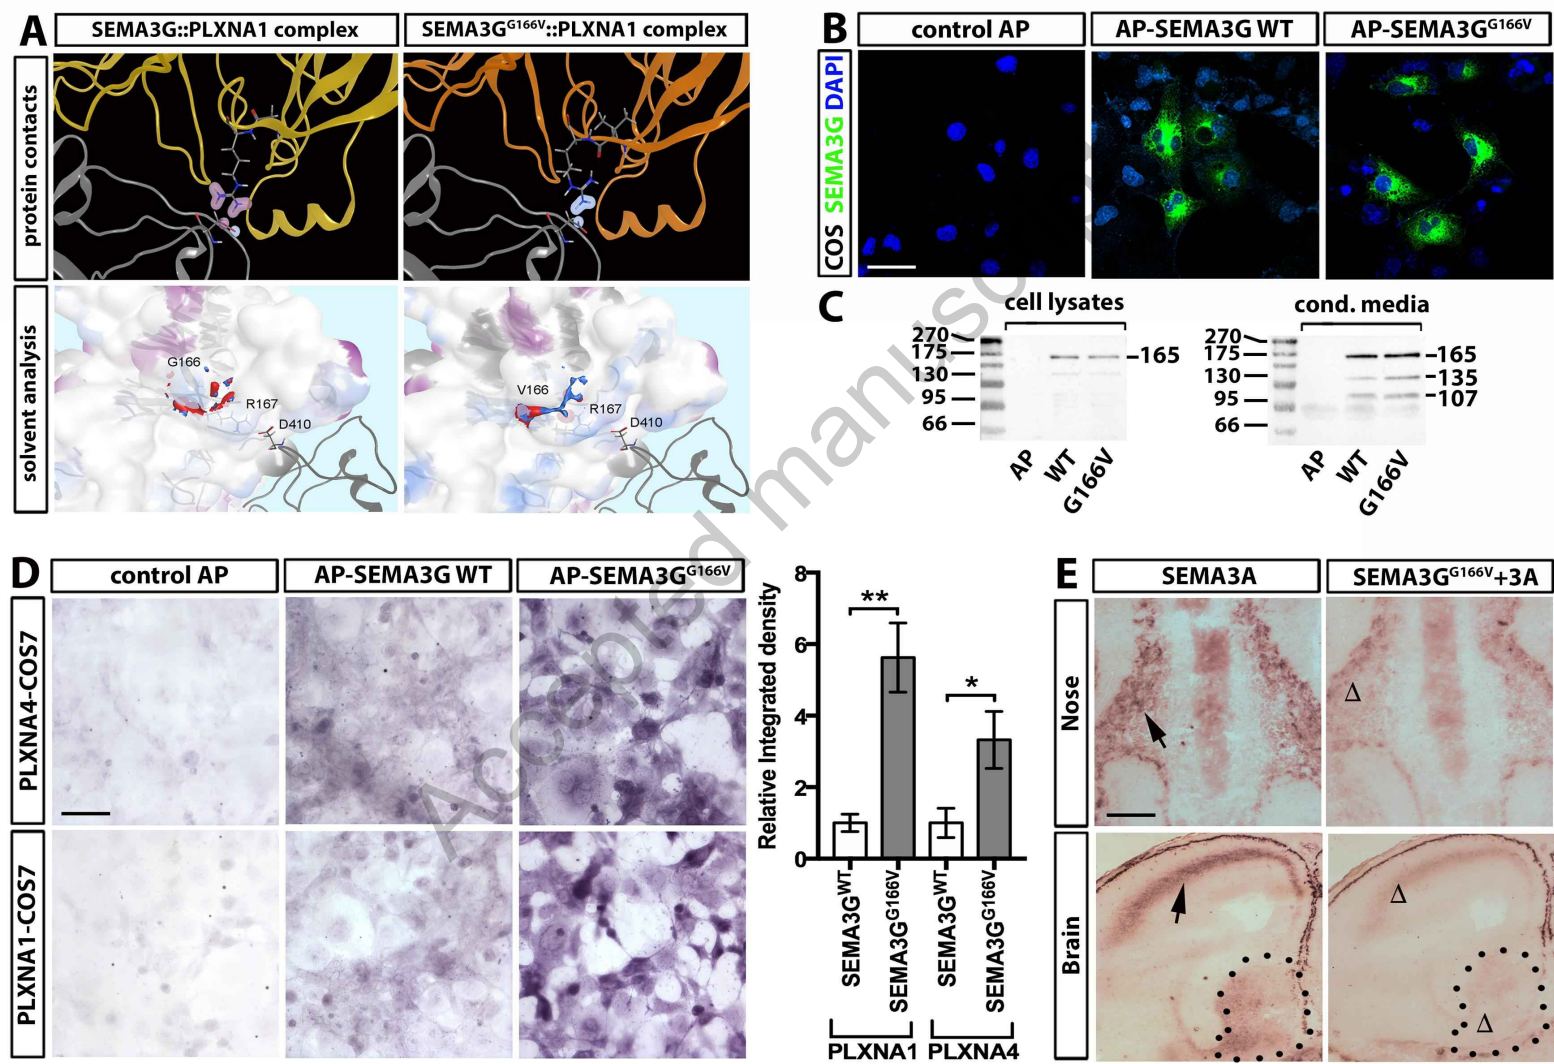 A
SEMA3G::PLXNA1 complex
SEMA3G^G166V::PLXNA1 complex
protein contacts
solvent analysis
G166
R167
D410
V166
R167
D410
B
control AP
AP-SEMA3G WT
AP-SEMA3G^G166V
COS SEMA3G DAPI
C
cell lysates
270
175
130
95
66
165
AP
WT
G166V
cond. media
270
175
130
95
66
165
135
107
AP
WT
G166V
D
control AP
AP-SEMA3G WT
AP-SEMA3G^G166V
PLXNA4-COS7
PLXNA1-COS7
Relative Integrated density
8
6
4
2
0
**
*
SEMA3G^WT
SEMA3G^G166V
SEMA3G^WT
SEMA3G^G166V
PLXNA1
PLXNA4
E
SEMA3A
SEMA3G^G166V+3A
Nose
Brain
Δ
Δ
Δ
Accepted manuscript